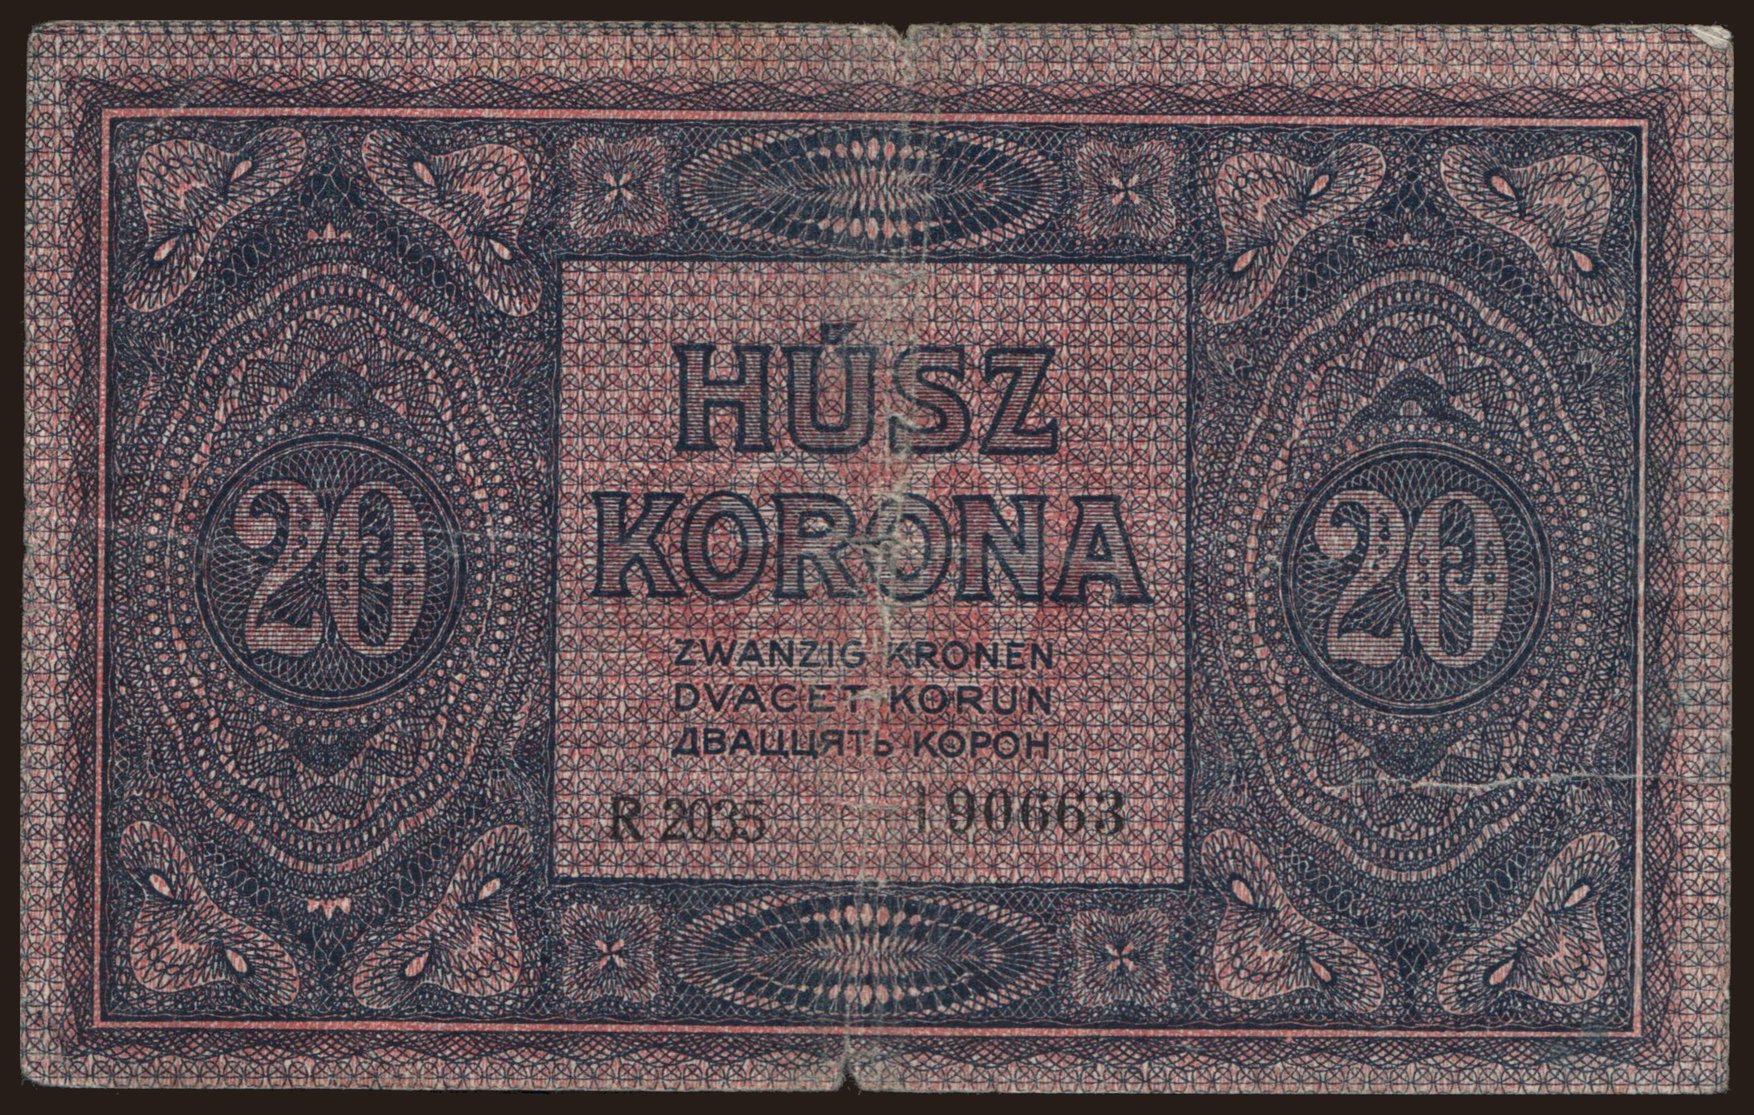 HÚSZ
KORONA
20
20
ZWANZIG KRONEN
DVACET KORUN
ДВАЦЦЯТЬ КОРОН
R 2035 190663